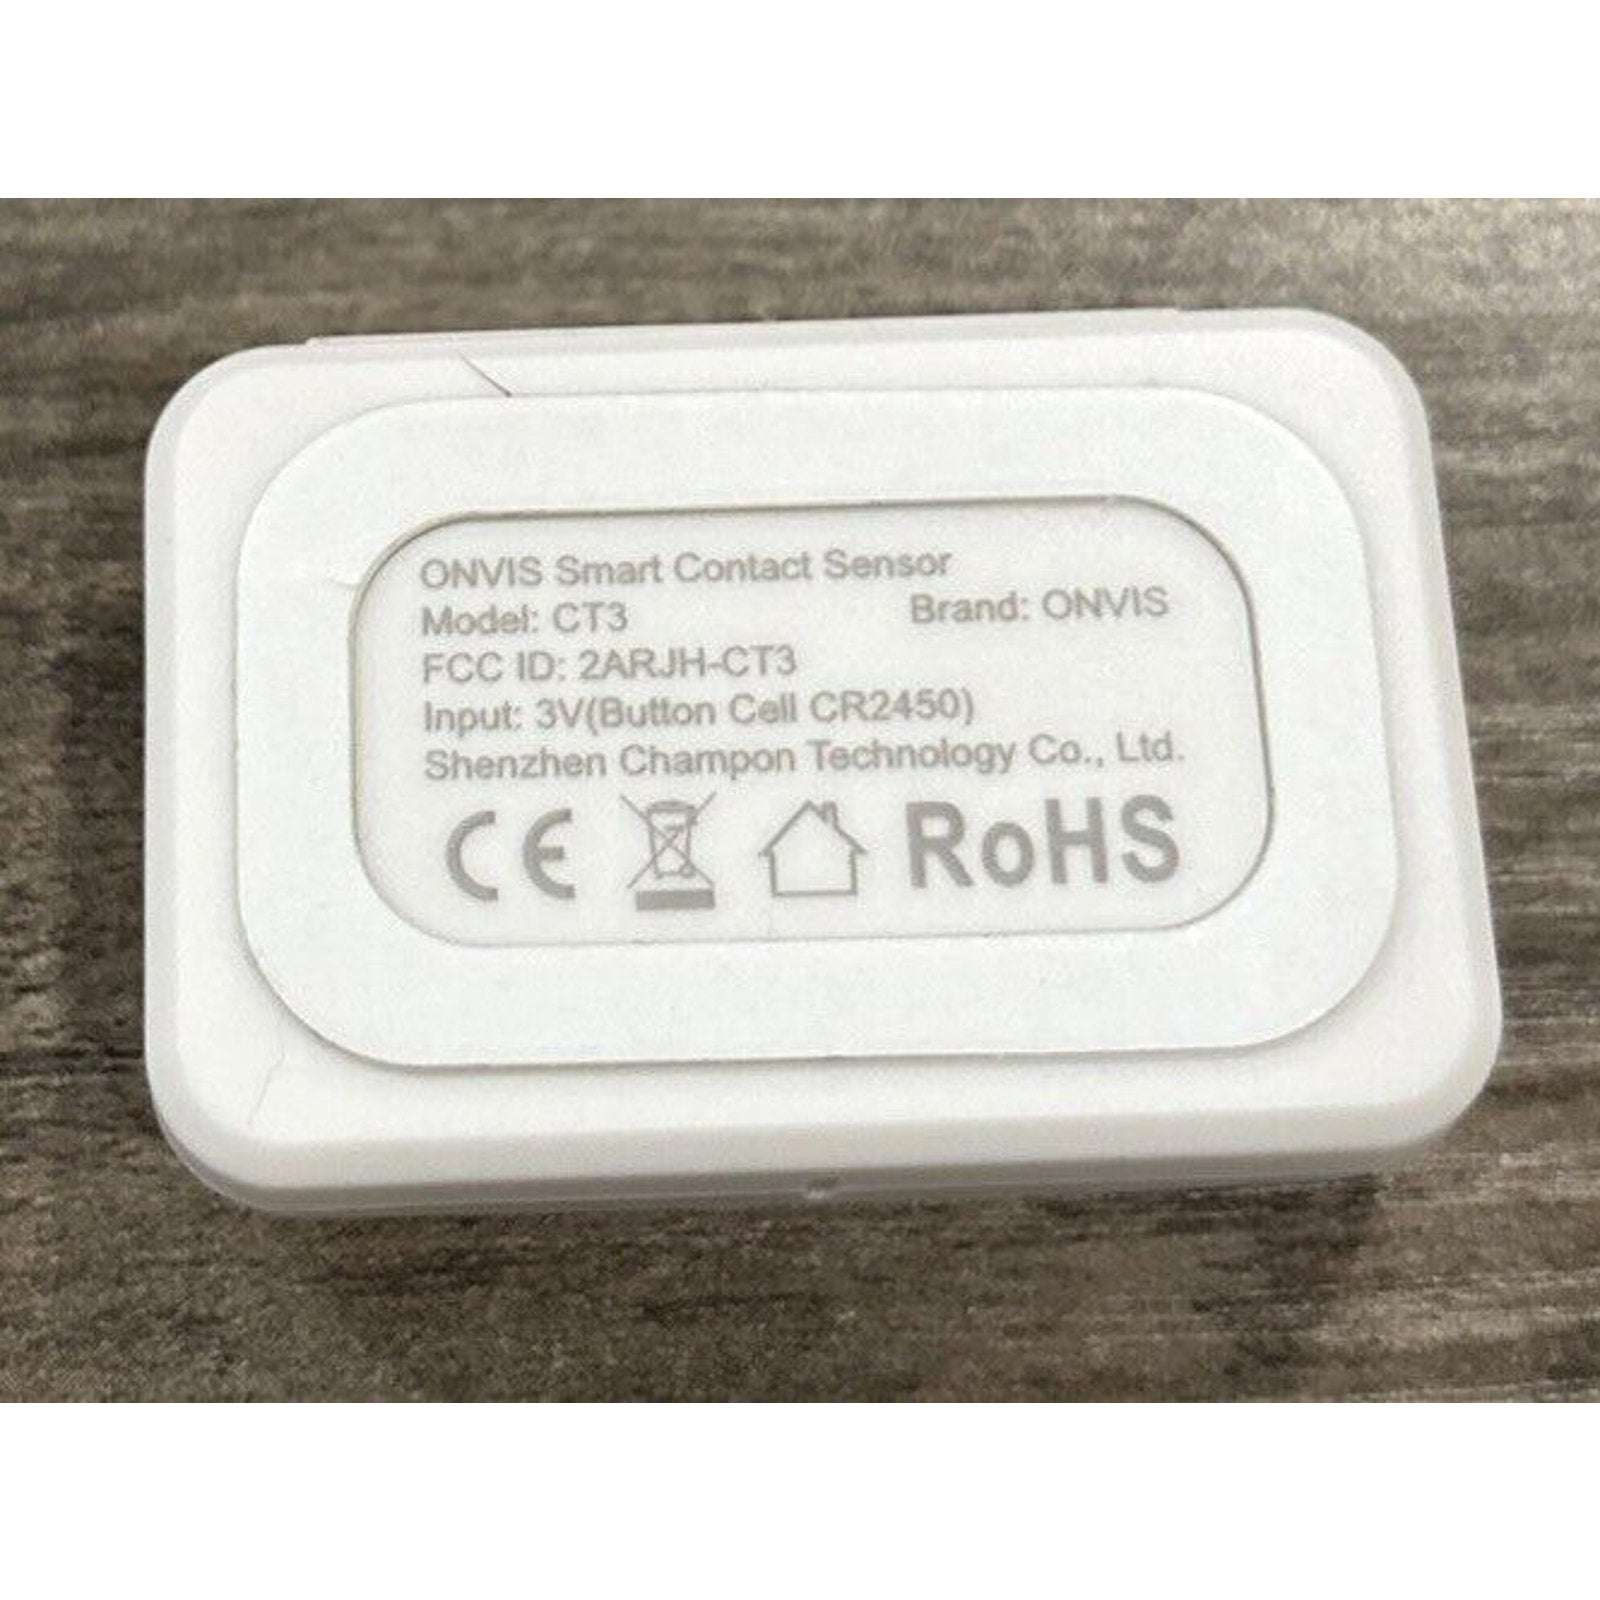 ONVIS Smart Contact Sensor
Model: CT3 Brand: ONVIS
FCC ID: 2ARJH-CT3
Input: 3V(Button Cell CR2450)
Shenzhen Champon Technology Co., Ltd.
CE RoHS